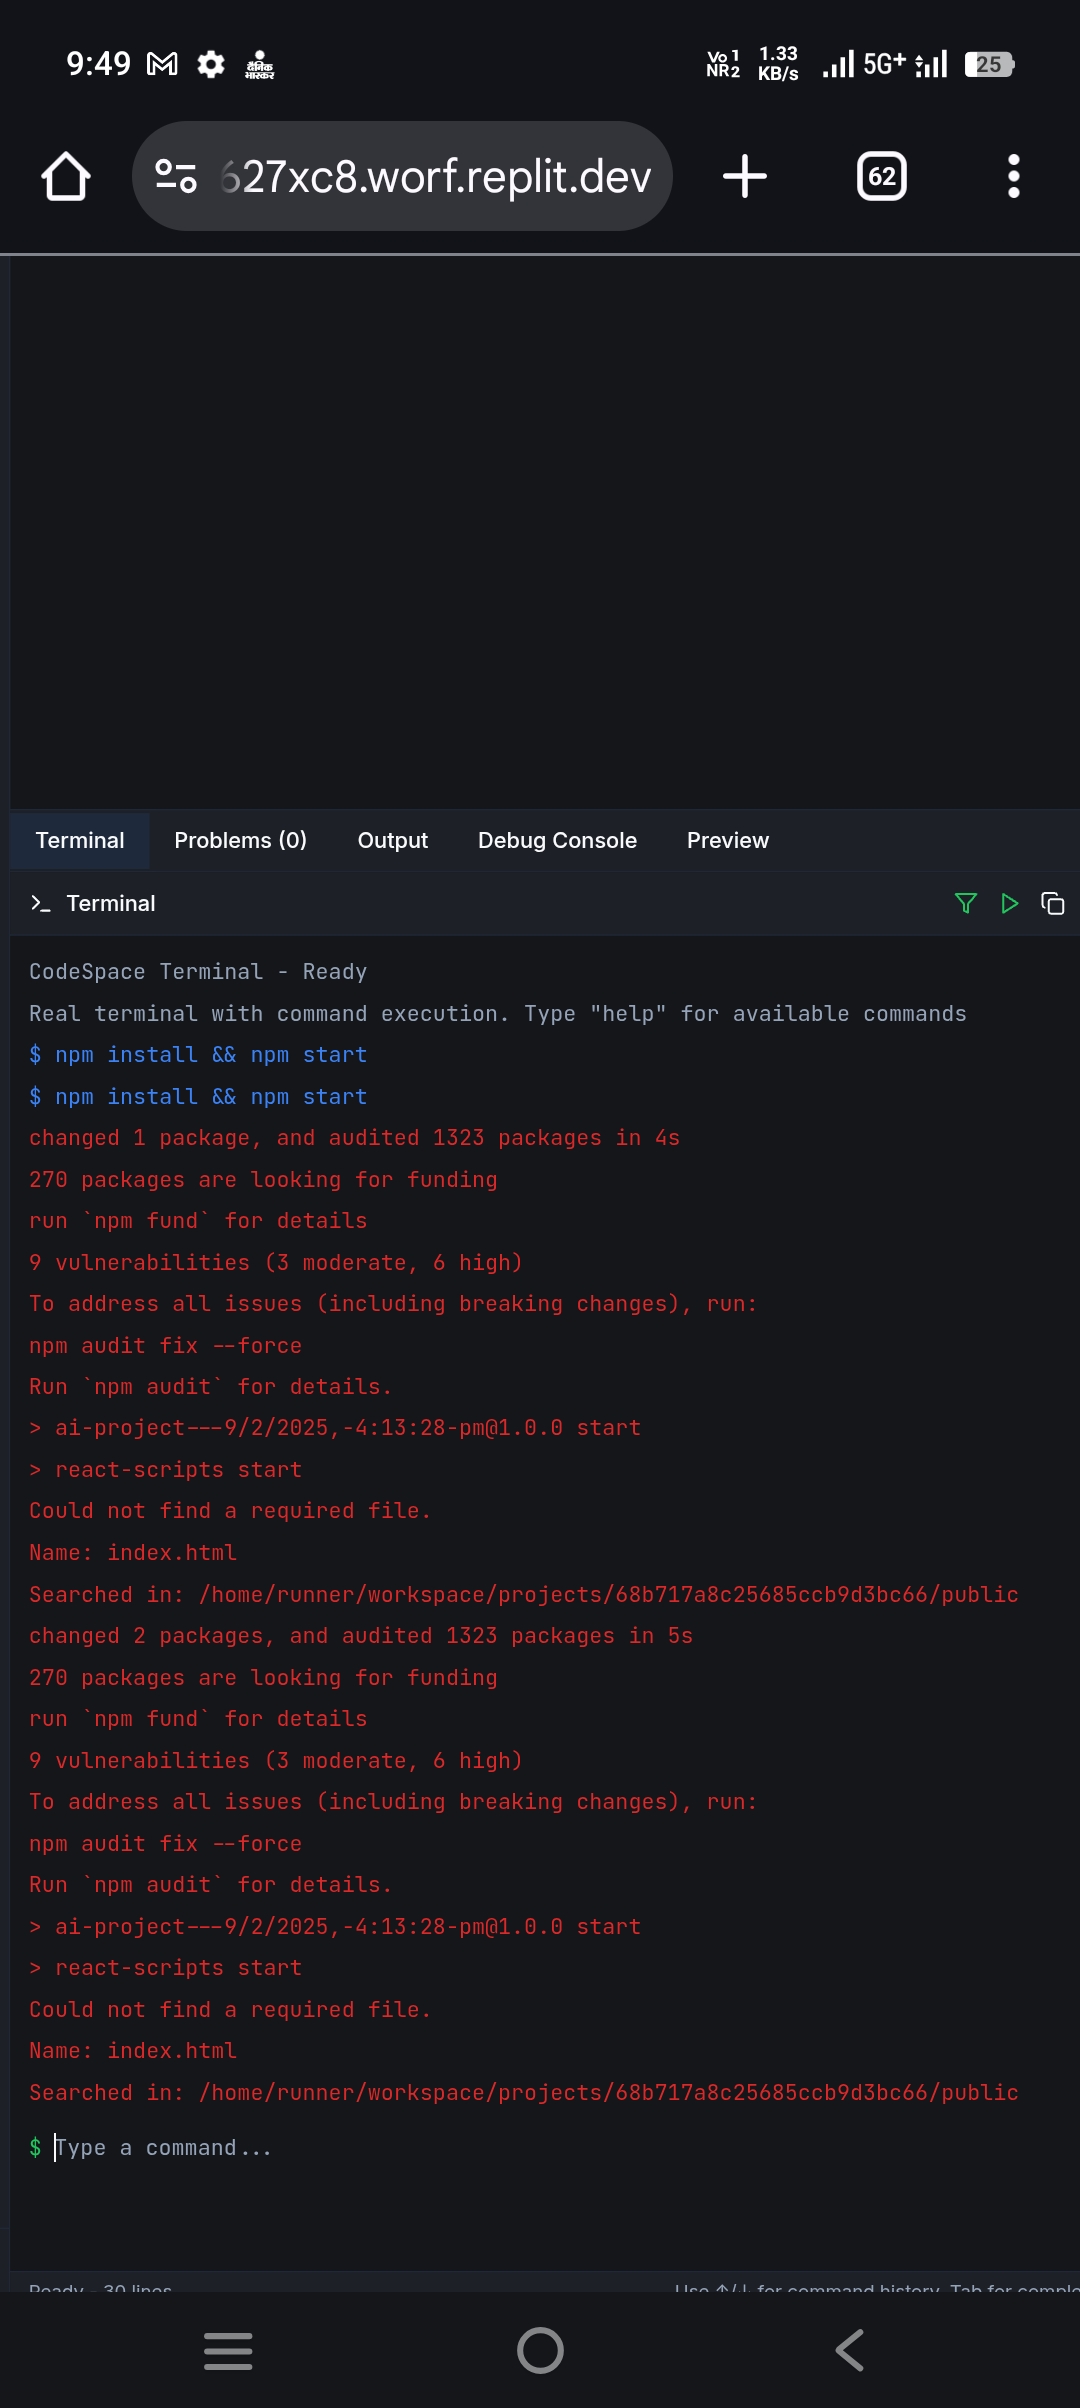 9:49
दैनिक
भास्कर
Vo 1
NR2
1.33
KB/s
5G+
25
627xc8.worf.replit.dev
62
Terminal
Problems (0)
Output
Debug Console
Preview
Terminal
CodeSpace Terminal - Ready
Real terminal with command execution. Type "help" for available commands
$ npm install && npm start
$ npm install && npm start
changed 1 package, and audited 1323 packages in 4s
270 packages are looking for funding
run `npm fund` for details
9 vulnerabilities (3 moderate, 6 high)
To address all issues (including breaking changes), run:
npm audit fix --force
Run `npm audit` for details.
> ai-project---9/2/2025,-4:13:28-pm@1.0.0 start
> react-scripts start
Could not find a required file.
Name: index.html
Searched in: /home/runner/workspace/projects/68b717a8c25685ccb9d3bc66/public
changed 2 packages, and audited 1323 packages in 5s
270 packages are looking for funding
run `npm fund` for details
9 vulnerabilities (3 moderate, 6 high)
To address all issues (including breaking changes), run:
npm audit fix --force
Run `npm audit` for details.
> ai-project---9/2/2025,-4:13:28-pm@1.0.0 start
> react-scripts start
Could not find a required file.
Name: index.html
Searched in: /home/runner/workspace/projects/68b717a8c25685ccb9d3bc66/public
$ Type a command...
Ready - 30 lines
Use ↑/↓ for command history, Tab for comple